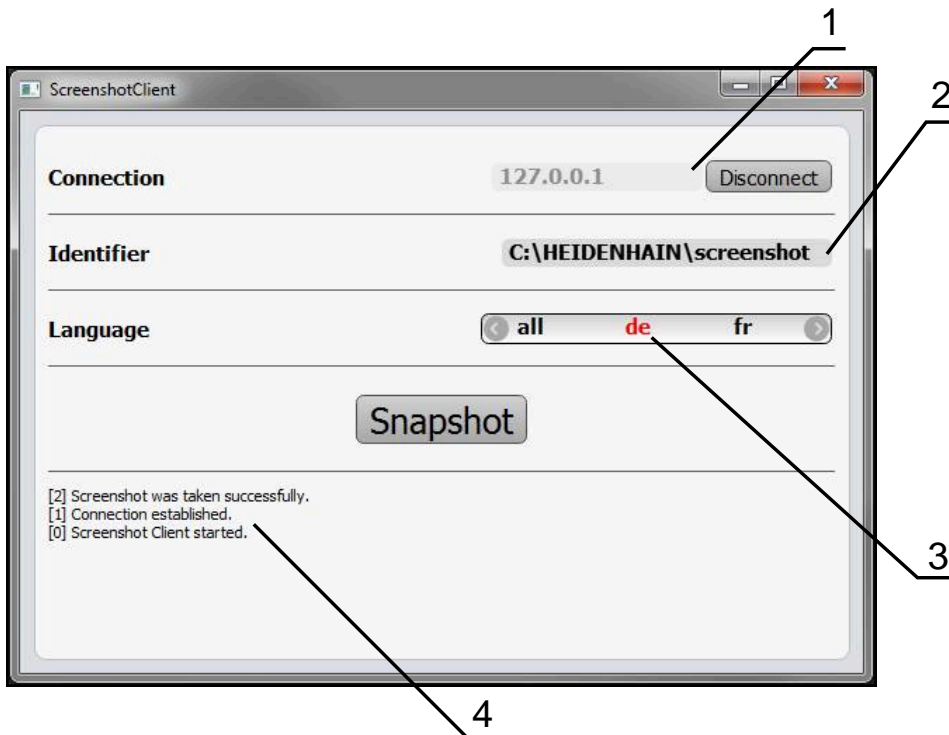 1
ScreenshotClient
2
Connection 127.0.0.1 Disconnect
Identifier C:\HEIDENHAIN\screenshot
Language all de fr
Snapshot
[2] Screenshot was taken successfully.
[1] Connection established.
[0] Screenshot Client started.
3
4